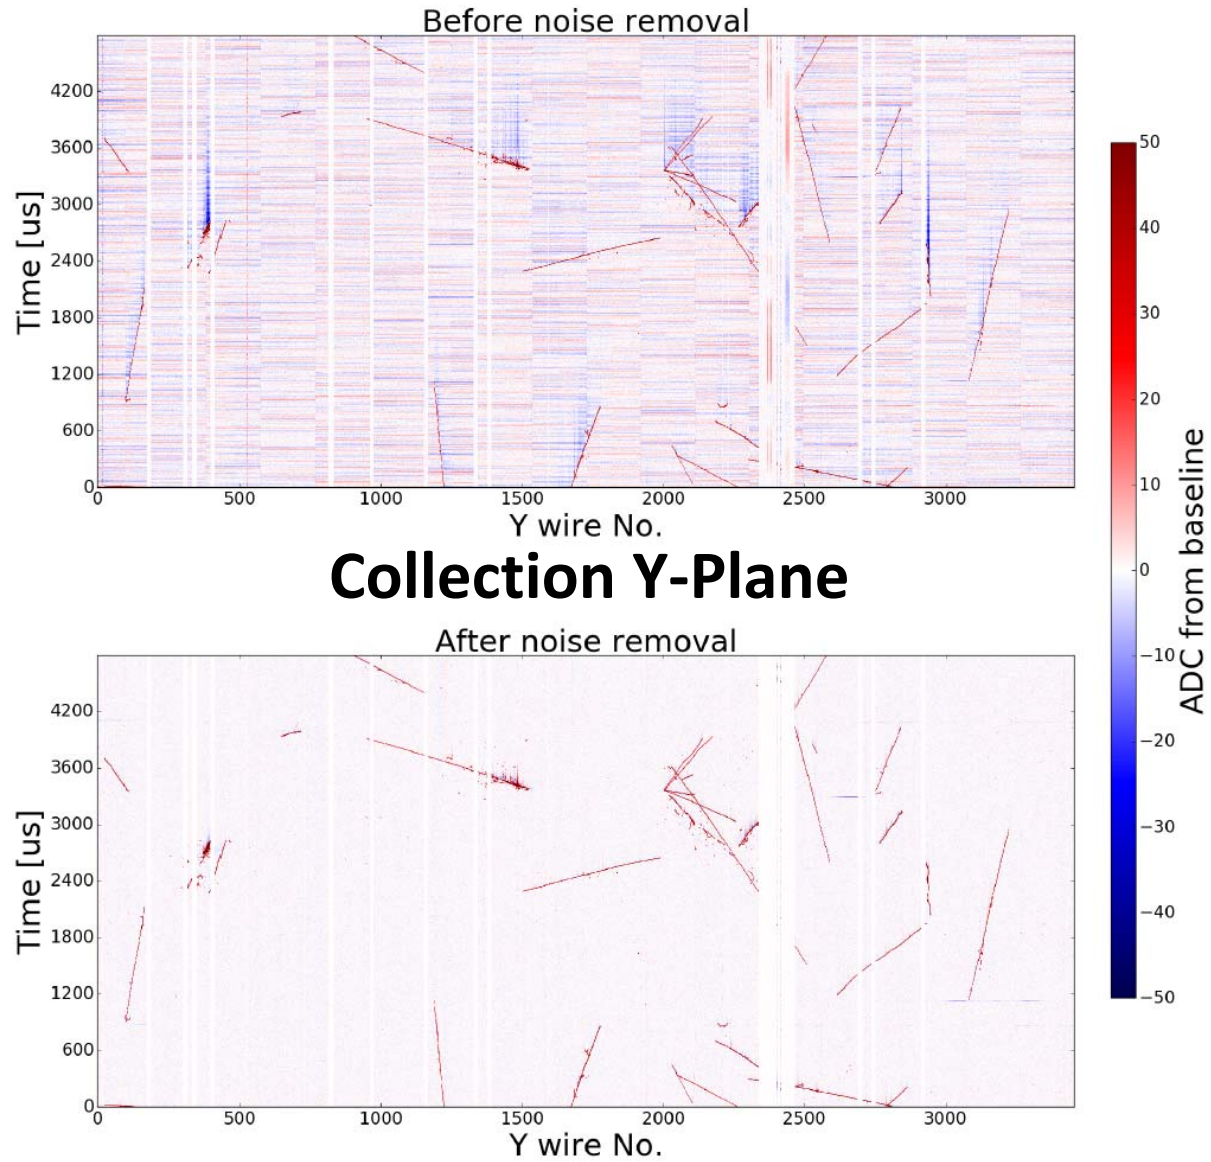 Before noise removal
Time [us]
4200
3600
3000
2400
1800
1200
600
0
0 500 1000 1500 2000 2500 3000
Y wire No.
Collection Y-Plane
After noise removal
Time [us]
4200
3600
3000
2400
1800
1200
600
0
0 500 1000 1500 2000 2500 3000
Y wire No.
50
40
30
20
10
0
−10
−20
−30
−40
−50
ADC from baseline